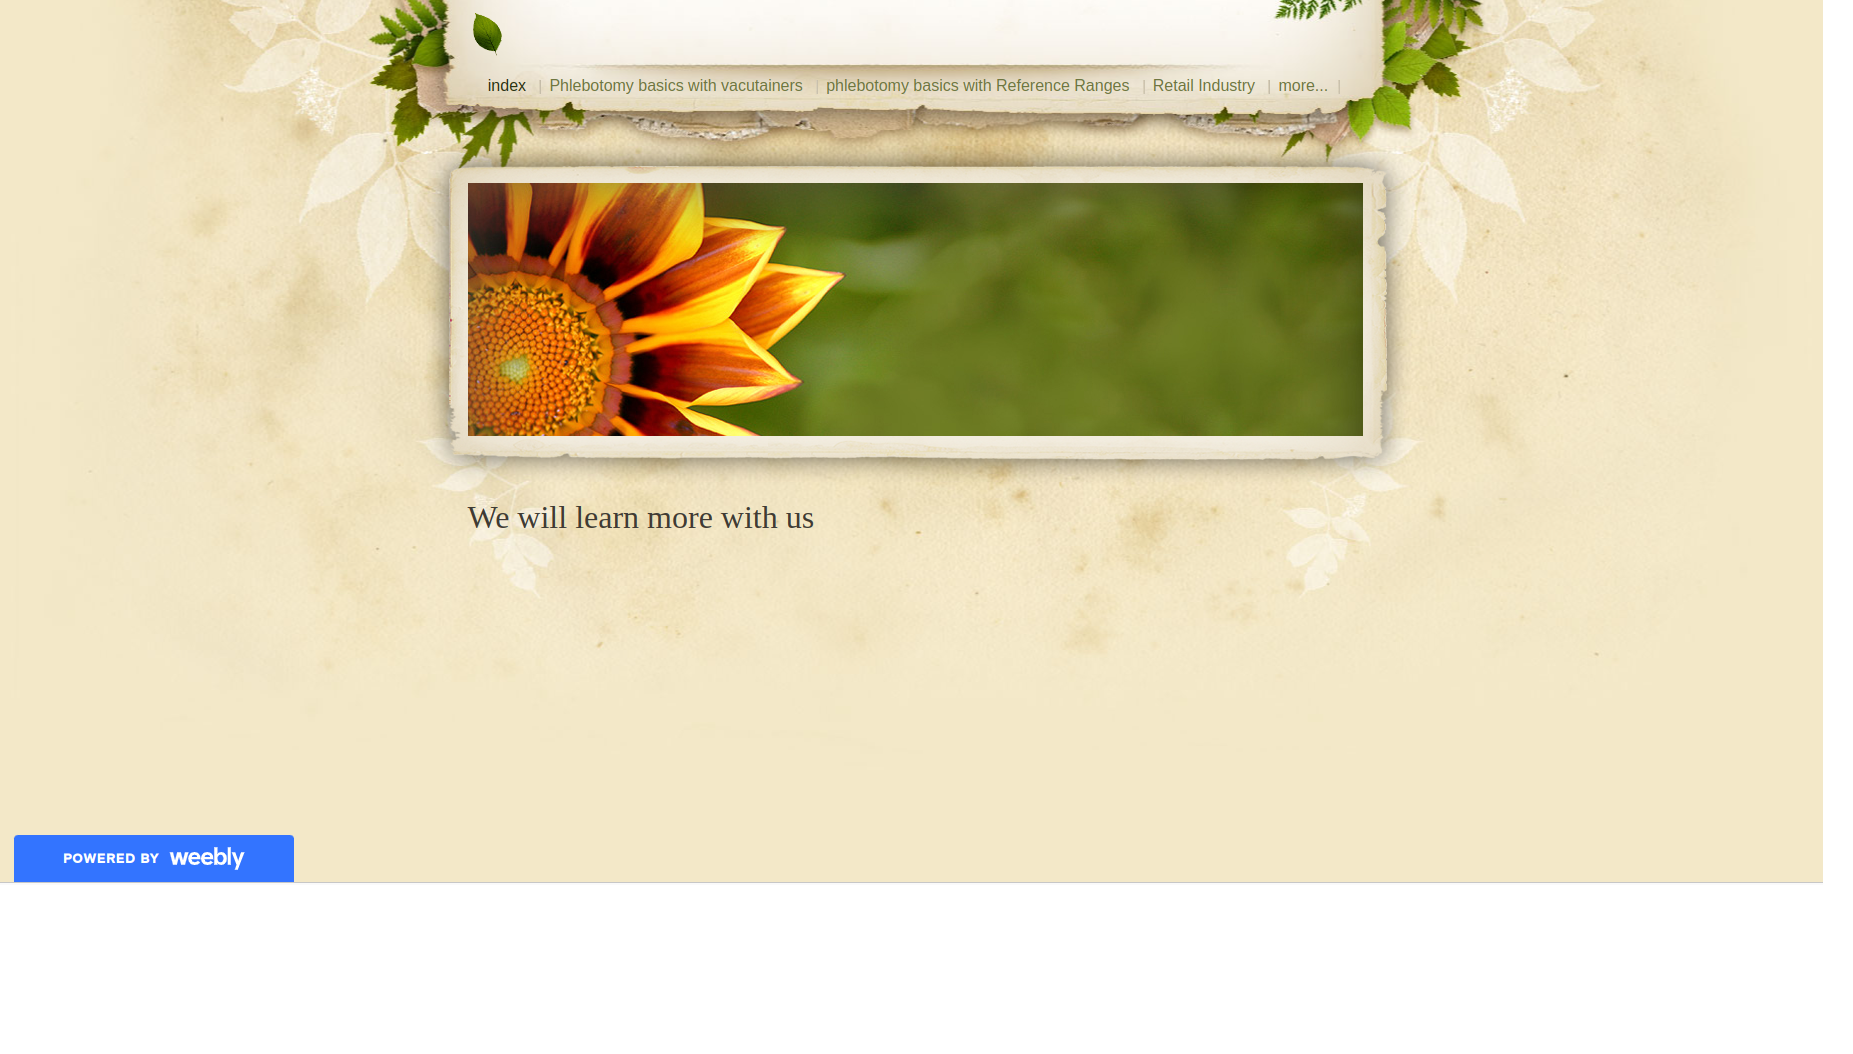 index | Phlebotomy basics with vacutainers | phlebotomy basics with Reference Ranges | Retail Industry | more... |
We will learn more with us
POWERED BY weebly